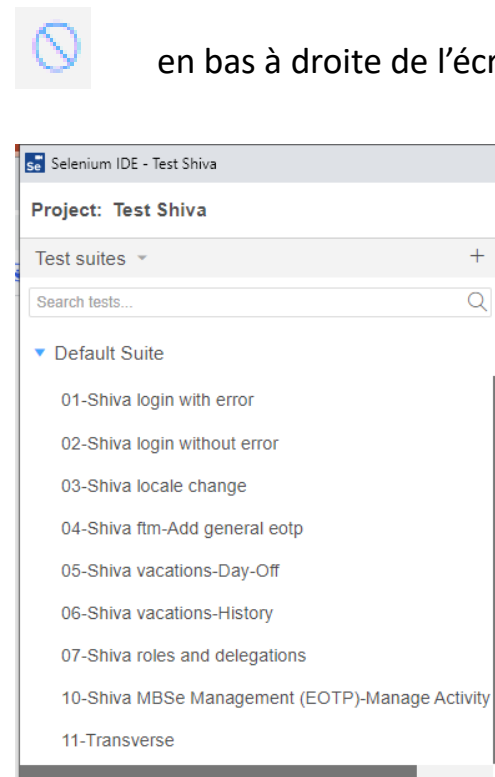 en bas à droite de l’écr
Se Selenium IDE - Test Shiva
Project: Test Shiva
Test suites
Search tests...
Default Suite
01-Shiva login with error
02-Shiva login without error
03-Shiva locale change
04-Shiva ftm-Add general eotp
05-Shiva vacations-Day-Off
06-Shiva vacations-History
07-Shiva roles and delegations
10-Shiva MBSe Management (EOTP)-Manage Activity
11-Transverse